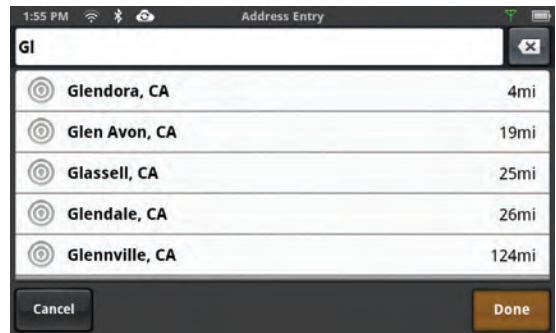 1:55 PM Address Entry
Gl
Glendora, CA 4mi
Glen Avon, CA 19mi
Glassell, CA 25mi
Glendale, CA 26mi
Glennville, CA 124mi
Cancel Done